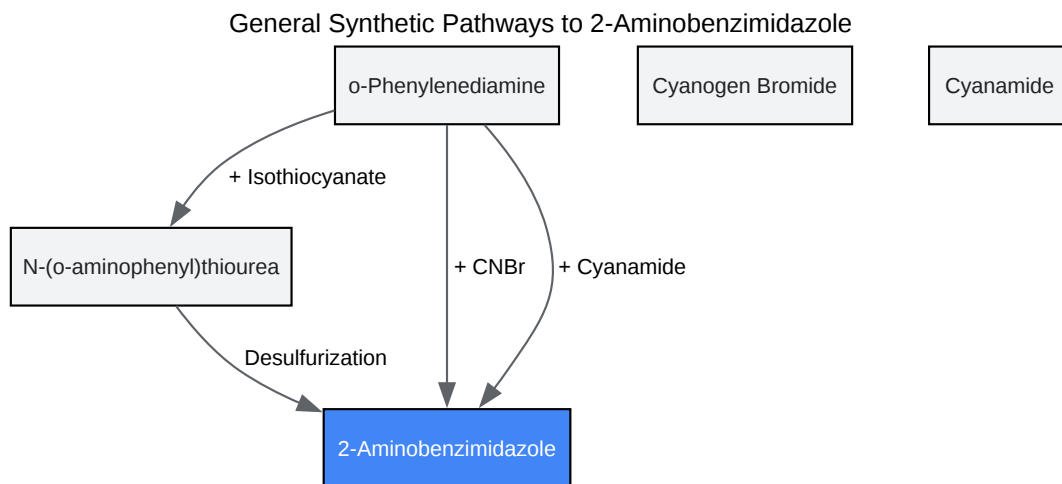 General Synthetic Pathways to 2-Aminobenzimidazole
o-Phenylenediamine
Cyanogen Bromide
Cyanamide
+ Isothiocyanate
N-(o-aminophenyl)thiourea
+ CNBr
+ Cyanamide
Desulfurization
2-Aminobenzimidazole